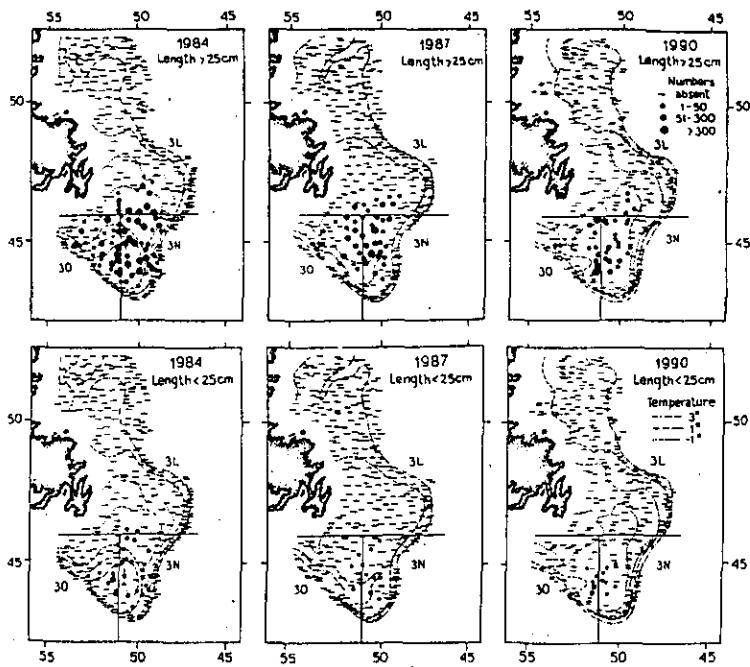 55 50 45
55 50 45
55 50 45
1984
Length > 25cm
50
45
3L
3N
30
1987
Length > 25cm
3L
3N
30
1990
Length > 25cm
Numbers
absent
1-50
51-300
>300
50
45
3L
3N
30
1984
Length < 25cm
50
45
3L
3N
30
1987
Length < 25cm
3L
3N
30
1990
Length < 25cm
Temperature
3°
1°
-1°
50
45
3L
3N
30
55 50 45
55 50 45
55 50 45